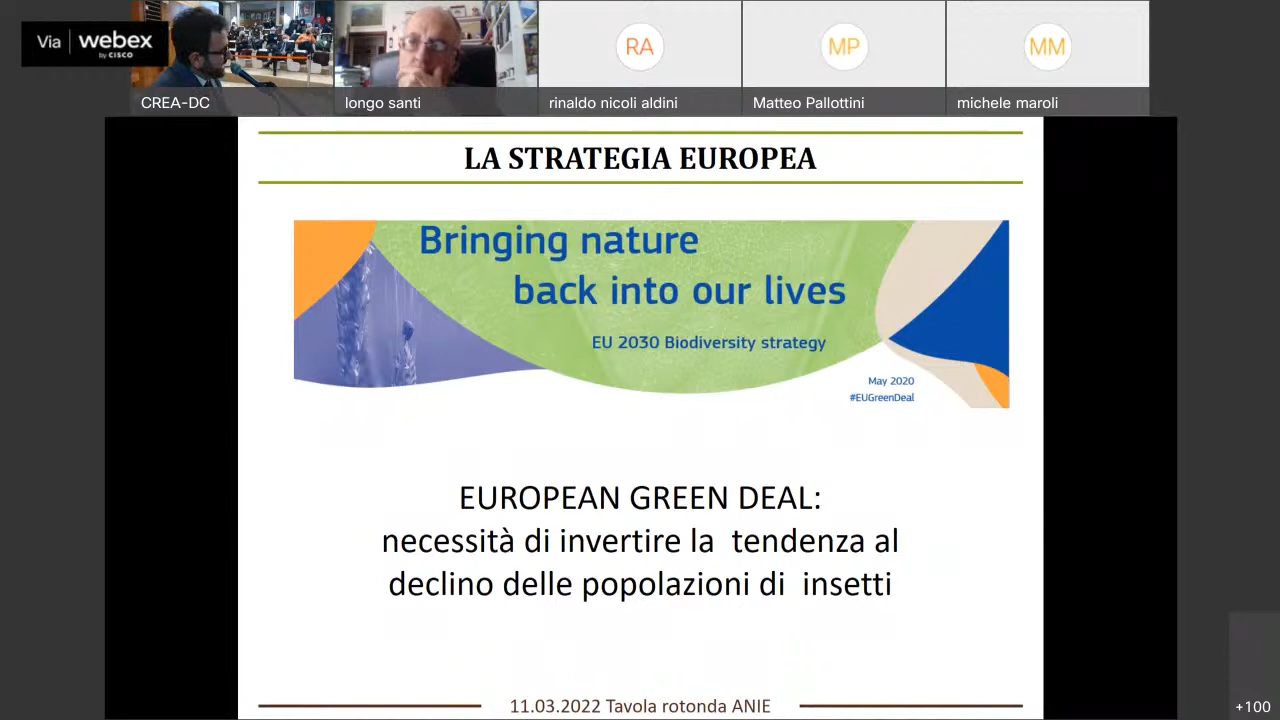 Via webex
by CISCO
CREA-DC
longo santi
RA
rinaldo nicoli aldini
MP
Matteo Pallottini
MM
michele maroli
LA STRATEGIA EUROPEA
Bringing nature
back into our lives
EU 2030 Biodiversity strategy
May 2020
#EUGreenDeal
EUROPEAN GREEN DEAL:
necessità di invertire la tendenza al
declino delle popolazioni di insetti
11.03.2022 Tavola rotonda ANIE
+100